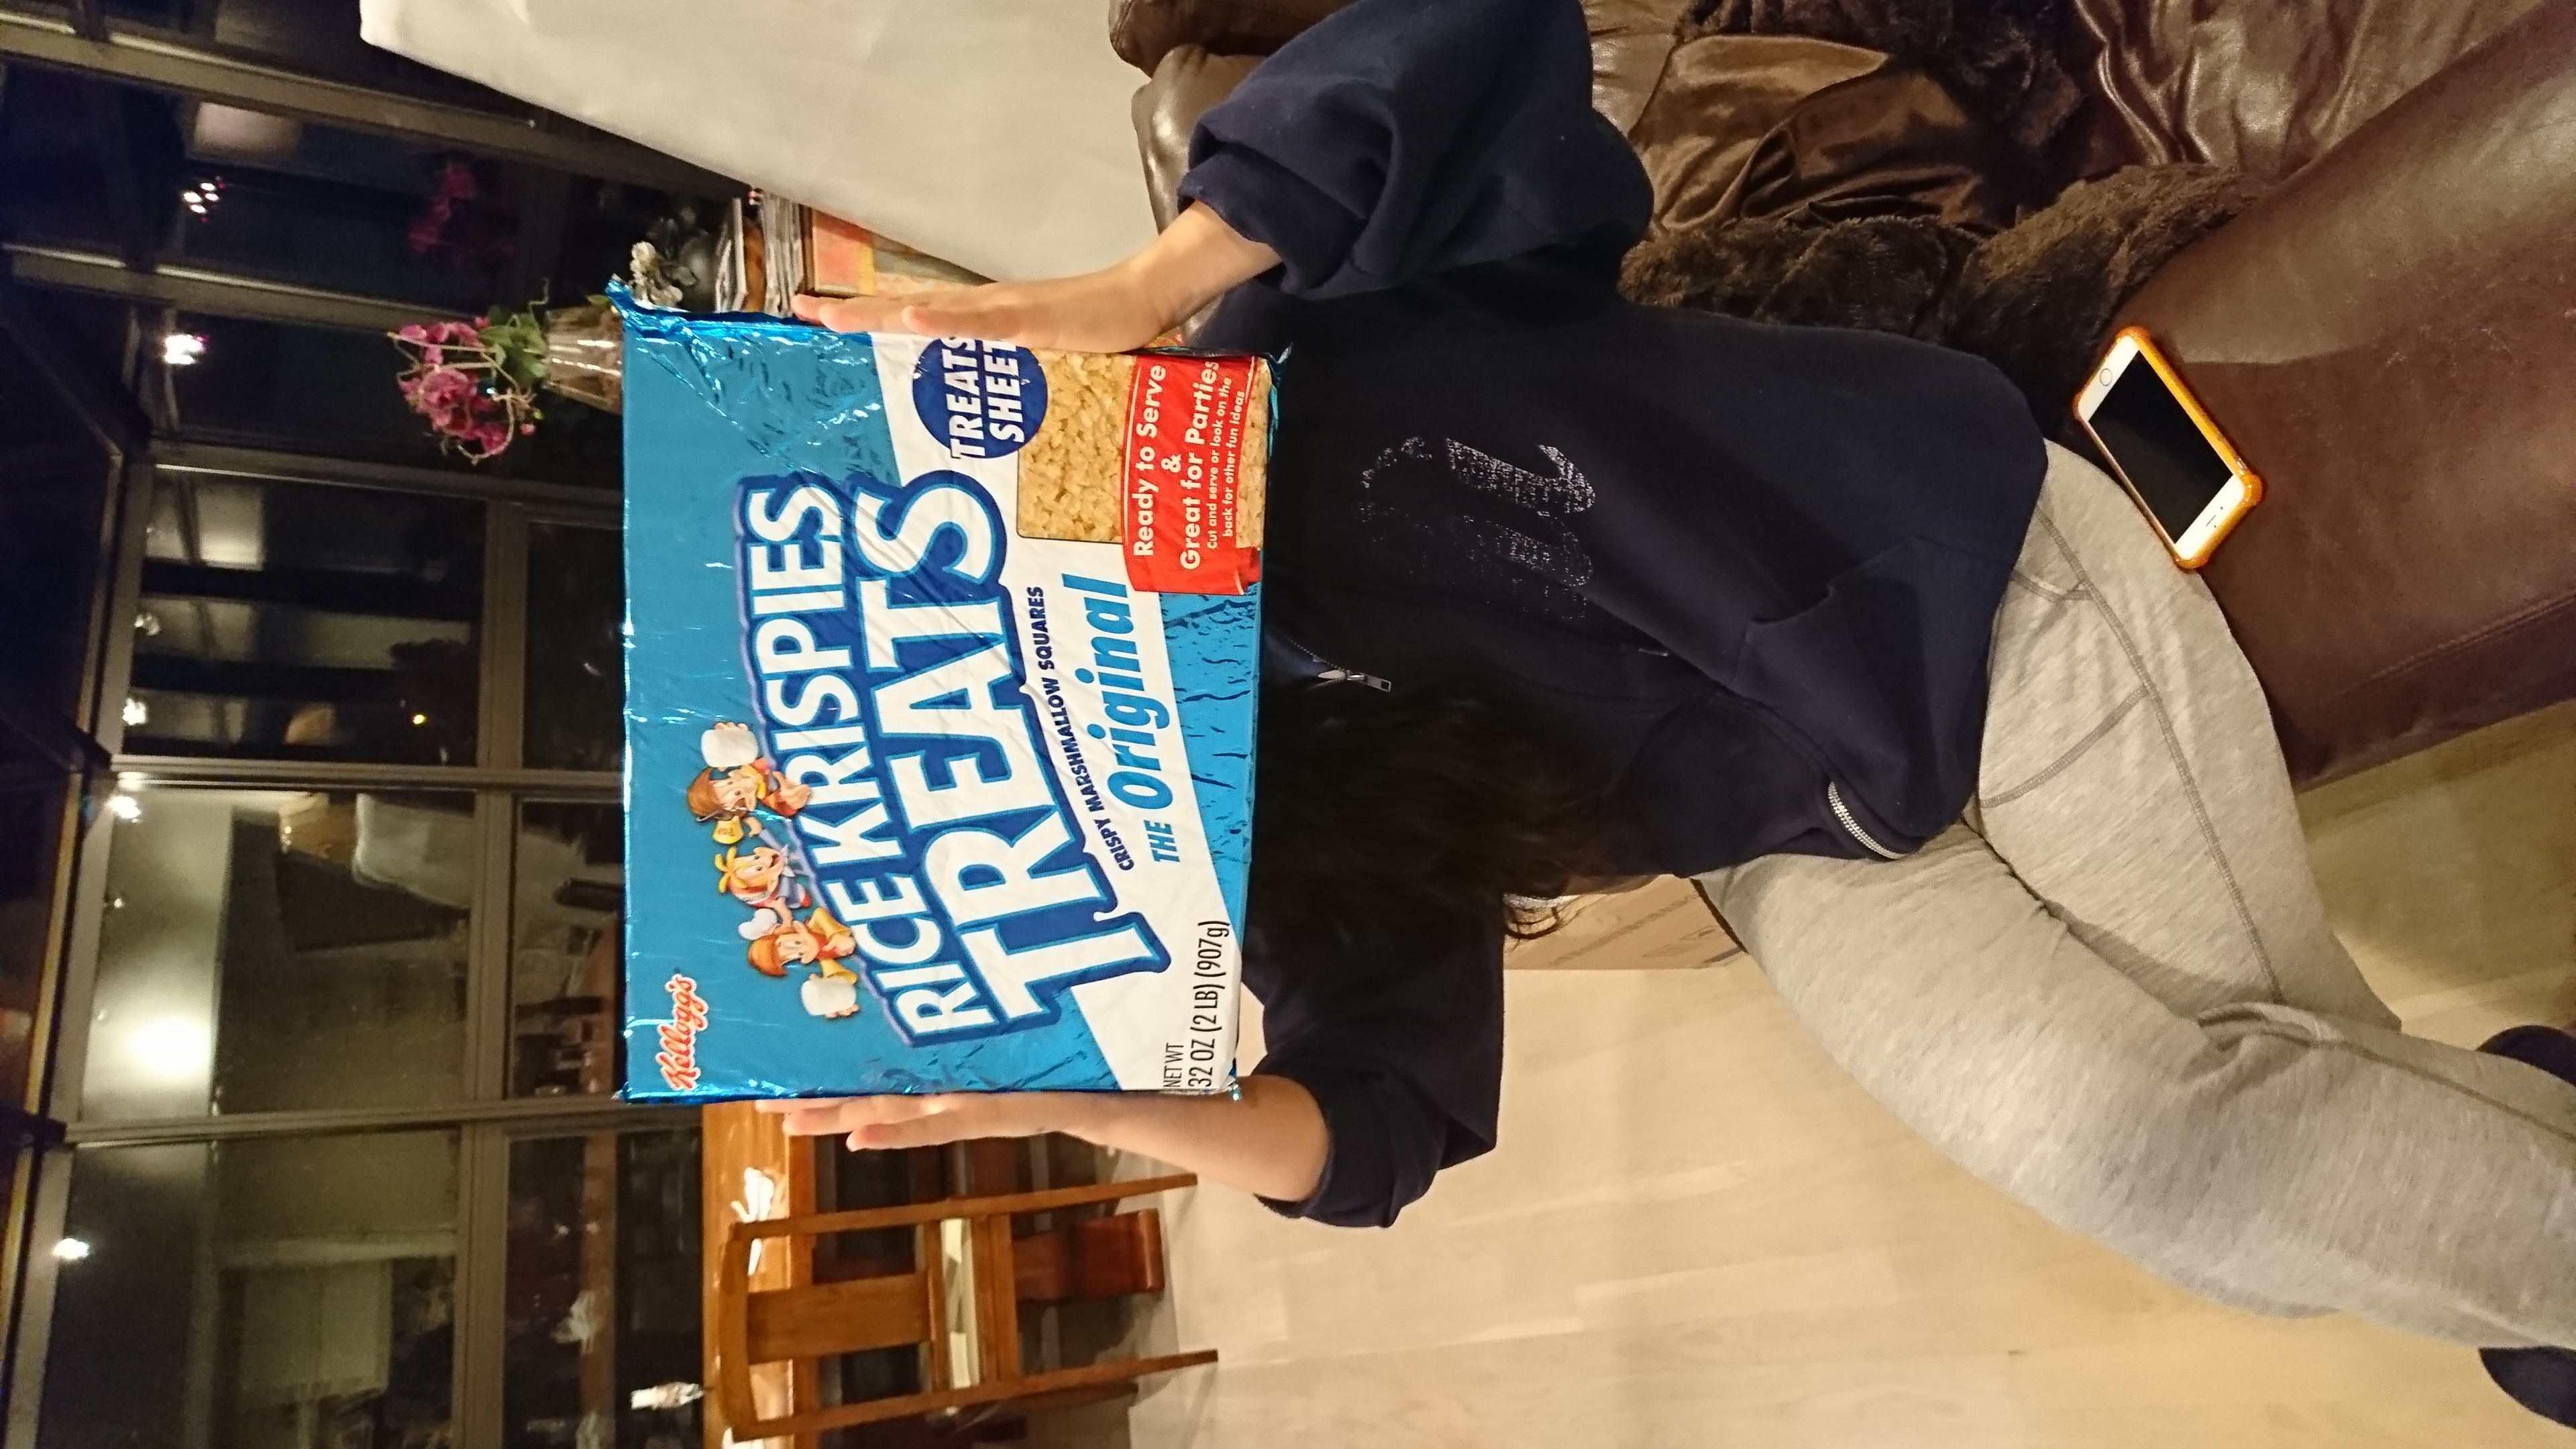 Kellogg's
RICE KRISPIES
TREATS
TREATS
SHEET
CRISPY MARSHMALLOW SQUARES
THE Original
NET WT
32 OZ (2 LB) (907g)
Ready to Serve
&
Great for Parties
Cut and serve or look on the
back for other fun ideas